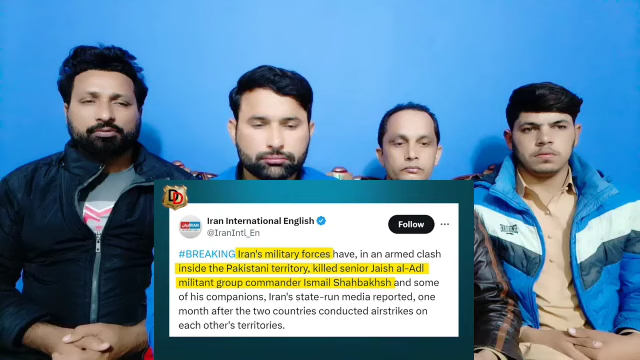 DD
Iran International English
@IranIntl_En
Follow
#BREAKING Iran's military forces have, in an armed clash
inside the Pakistani territory, killed senior Jaish al-Adl
militant group commander Ismail Shahbakhsh and some
of his companions, Iran's state-run media reported, one
month after the two countries conducted airstrikes on
each other's territories.